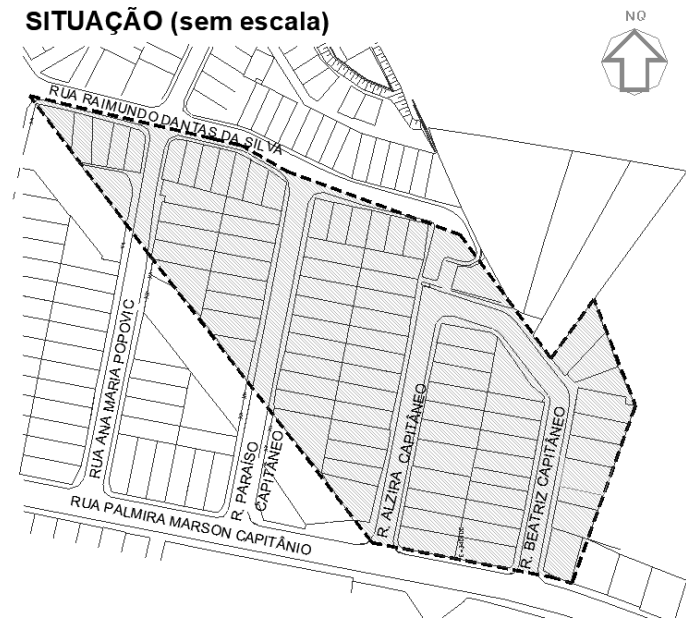 SITUAÇÃO (sem escala)
NQ
RUA RAIMUNDO DANTAS DA SILVA
RUA ANA MARIA POPOVIC
R. PARAÍSO
CAPITÂNEO
R. ALZIRA CAPITÂNEO
R. BEATRIZ CAPITÂNEO
RUA PALMIRA MARSON CAPITÂNIO